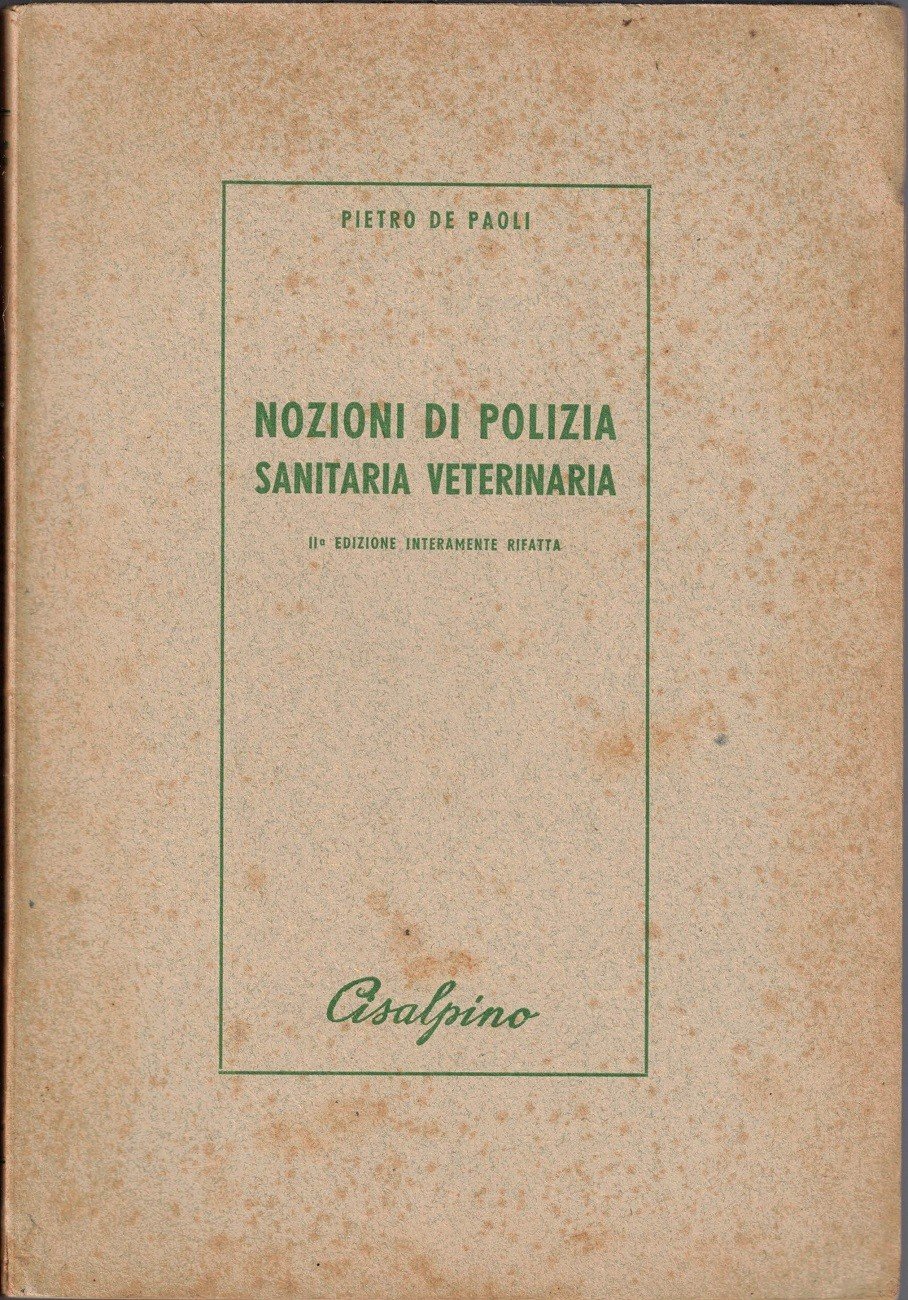 PIETRO DE PAOLI
NOZIONI DI POLIZIA
SANITARIA VETERINARIA
IIª EDIZIONE INTERAMENTE RIFATTA
Cisalpino